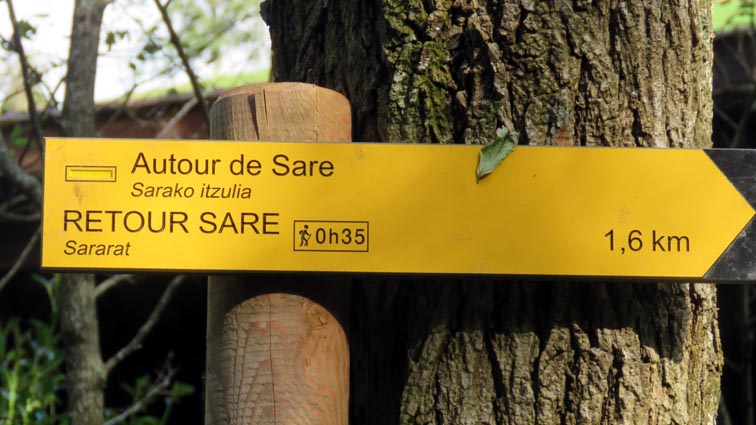 Autour de Sare
Sarako itzulia
RETOUR SARE 0h35 1,6 km
Sararat